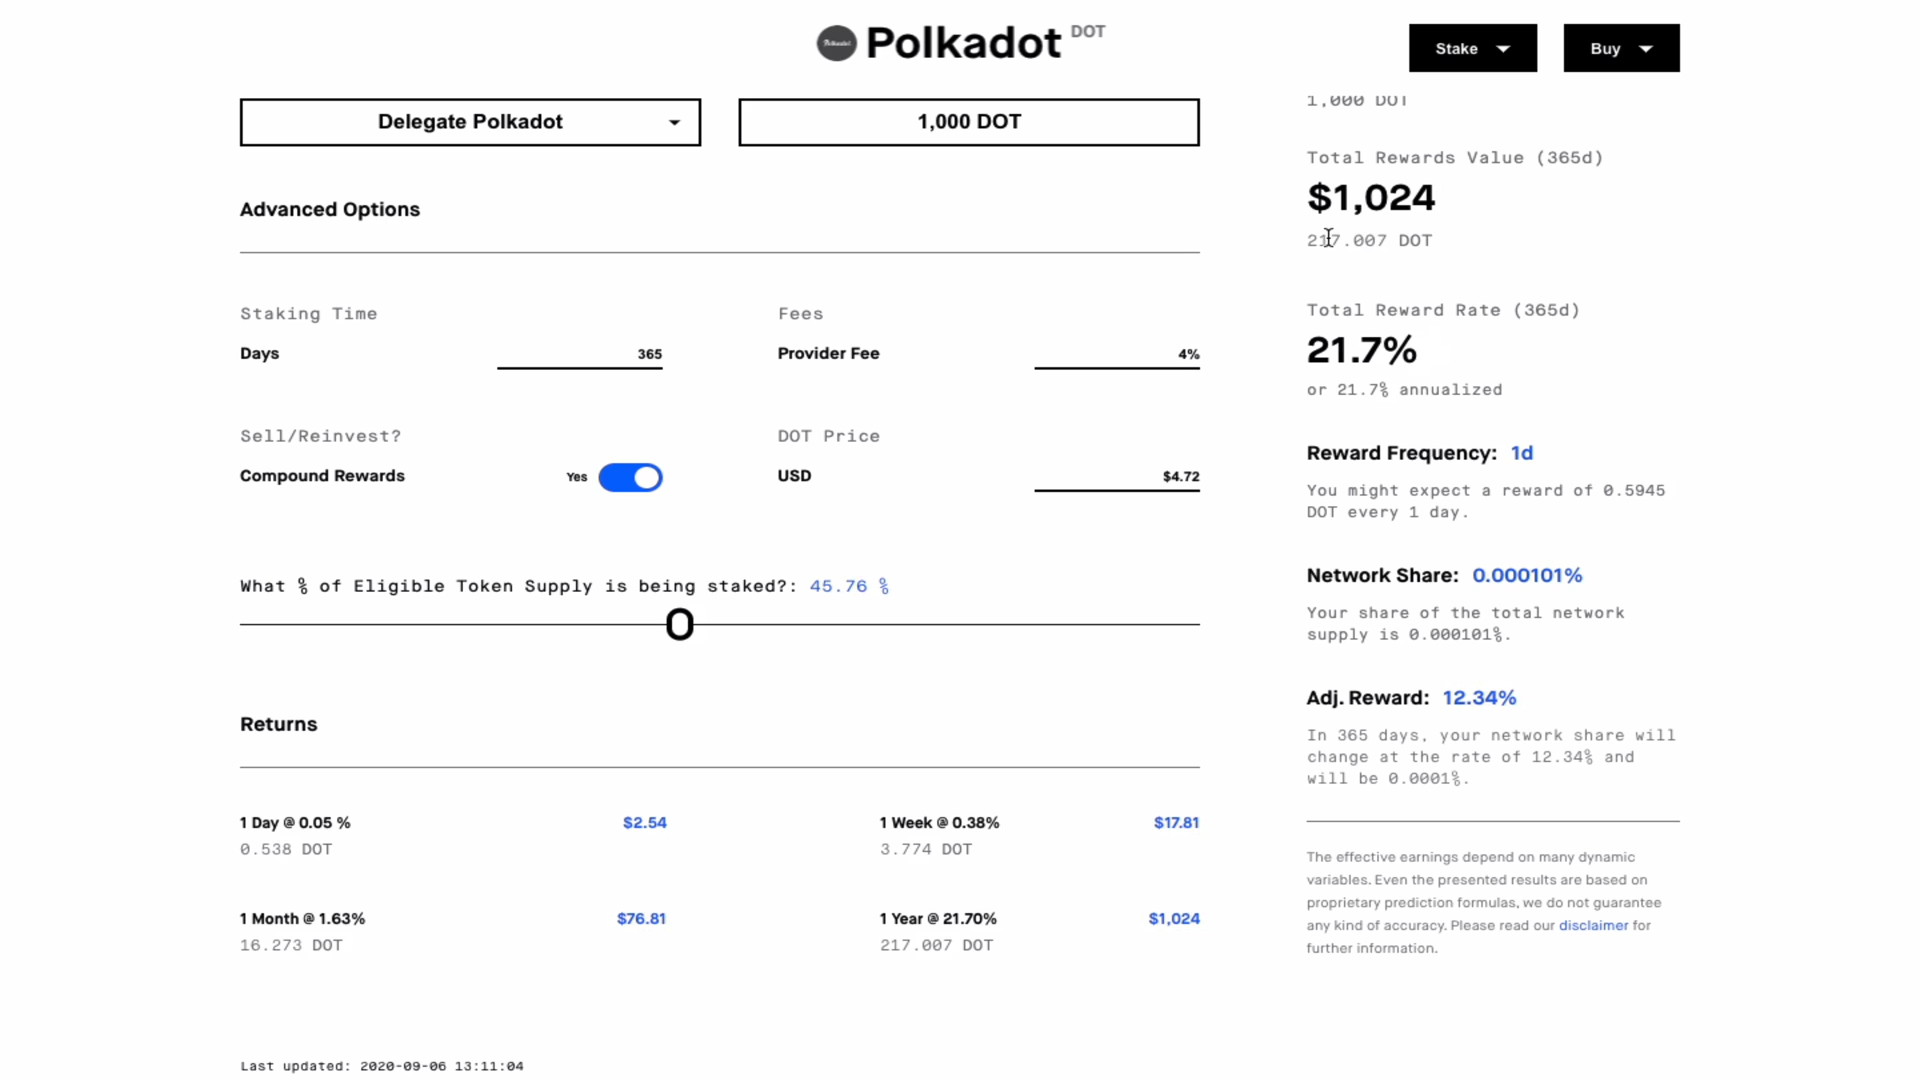 Polkadot DOT
Stake
Buy
Delegate Polkadot
1,000 DOT
Advanced Options
Staking Time
Days
365
Fees
Provider Fee
4%
Sell/Reinvest?
Compound Rewards
Yes
DOT Price
USD
$4.72
What % of Eligible Token Supply is being staked?: 45.76 %
Returns
1 Day @ 0.05 %
$2.54
0.538 DOT
1 Week @ 0.38%
$17.81
3.774 DOT
1 Month @ 1.63%
$76.81
16.273 DOT
1 Year @ 21.70%
$1,024
217.007 DOT
Last updated: 2020-09-06 13:11:04
1,000 DOT
Total Rewards Value (365d)
$1,024
217.007 DOT
Total Reward Rate (365d)
21.7%
or 21.7% annualized
Reward Frequency: 1d
You might expect a reward of 0.5945
DOT every 1 day.
Network Share: 0.000101%
Your share of the total network
supply is 0.000101%.
Adj. Reward: 12.34%
In 365 days, your network share will
change at the rate of 12.34% and
will be 0.0001%.
The effective earnings depend on many dynamic
variables. Even the presented results are based on
proprietary prediction formulas, we do not guarantee
any kind of accuracy. Please read our disclaimer for
further information.